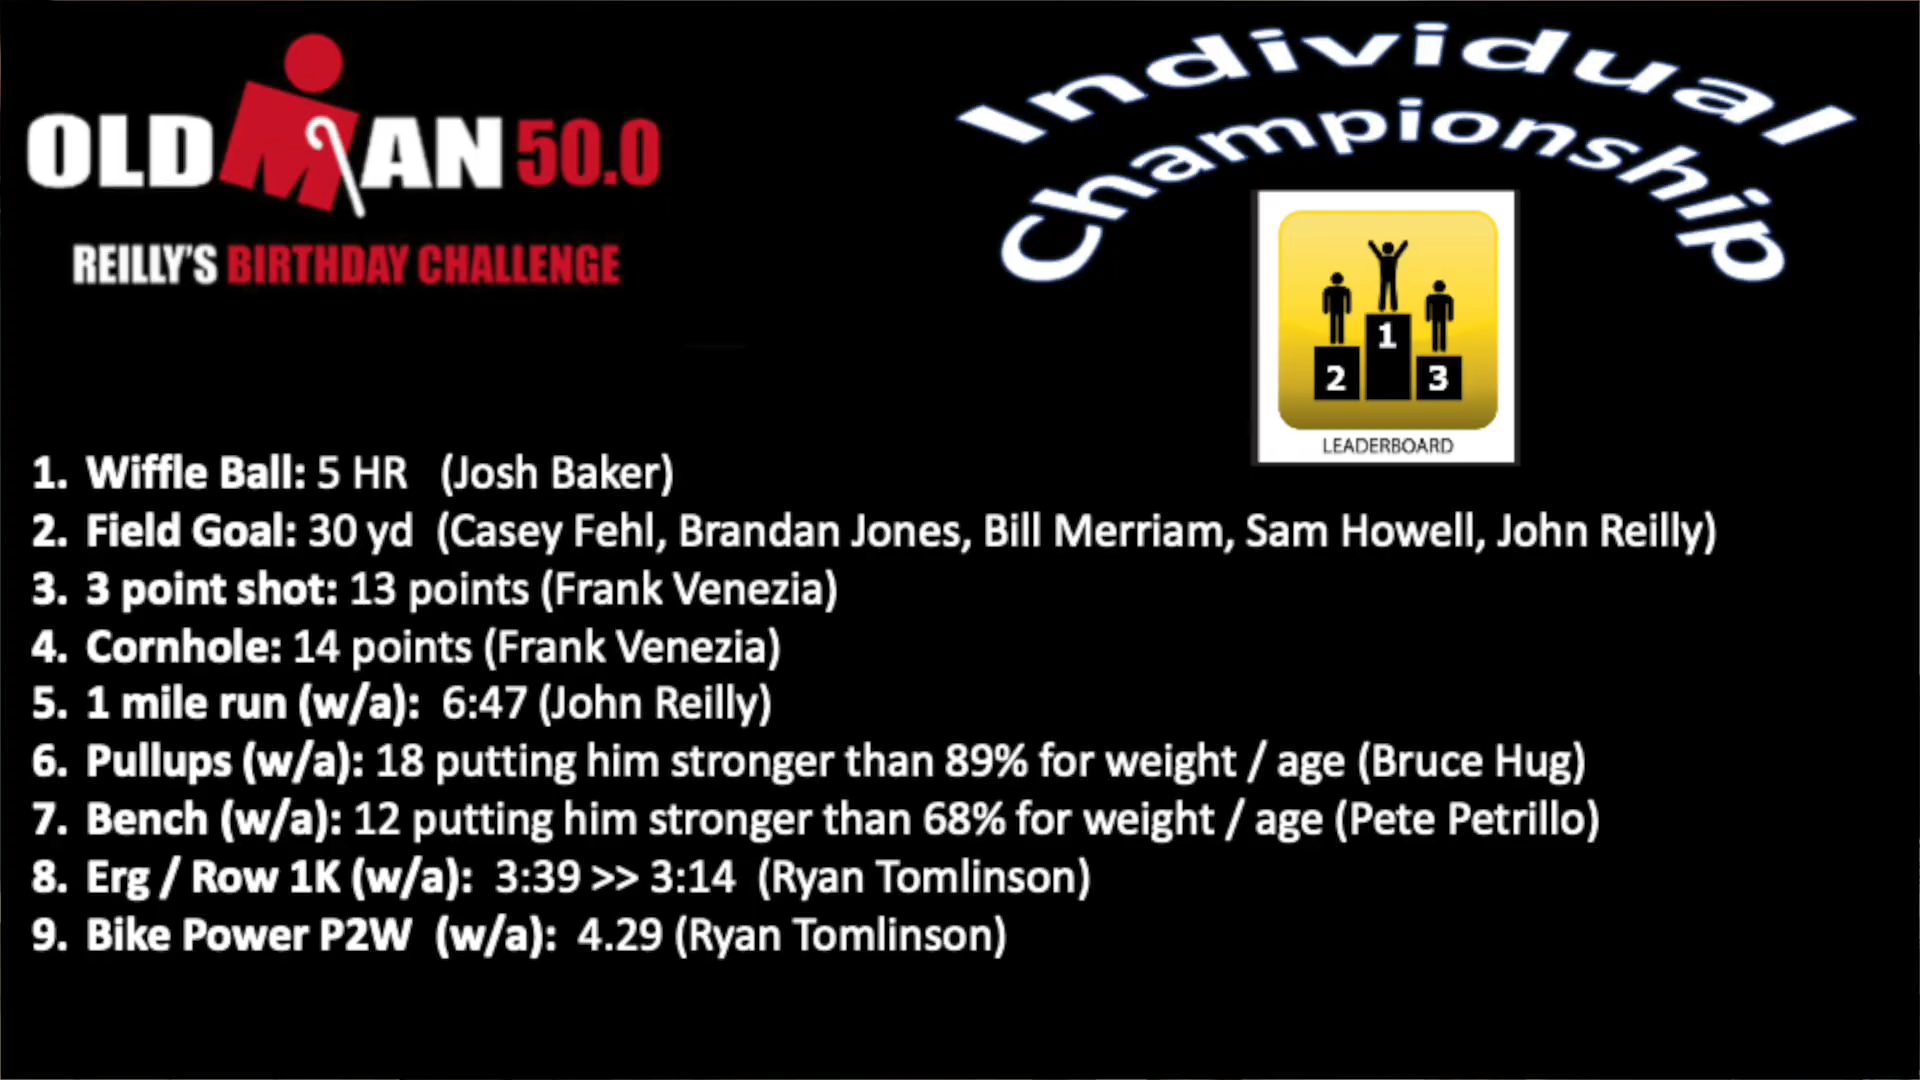 OLDMAN 50.0
REILLY'S BIRTHDAY CHALLENGE
Individual
Championship
1
2
3
LEADERBOARD
1. Wiffle Ball: 5 HR (Josh Baker)
2. Field Goal: 30 yd (Casey Fehl, Brandan Jones, Bill Merriam, Sam Howell, John Reilly)
3. 3 point shot: 13 points (Frank Venezia)
4. Cornhole: 14 points (Frank Venezia)
5. 1 mile run (w/a): 6:47 (John Reilly)
6. Pullups (w/a): 18 putting him stronger than 89% for weight / age (Bruce Hug)
7. Bench (w/a): 12 putting him stronger than 68% for weight / age (Pete Petrillo)
8. Erg / Row 1K (w/a): 3:39 >> 3:14 (Ryan Tomlinson)
9. Bike Power P2W (w/a): 4.29 (Ryan Tomlinson)